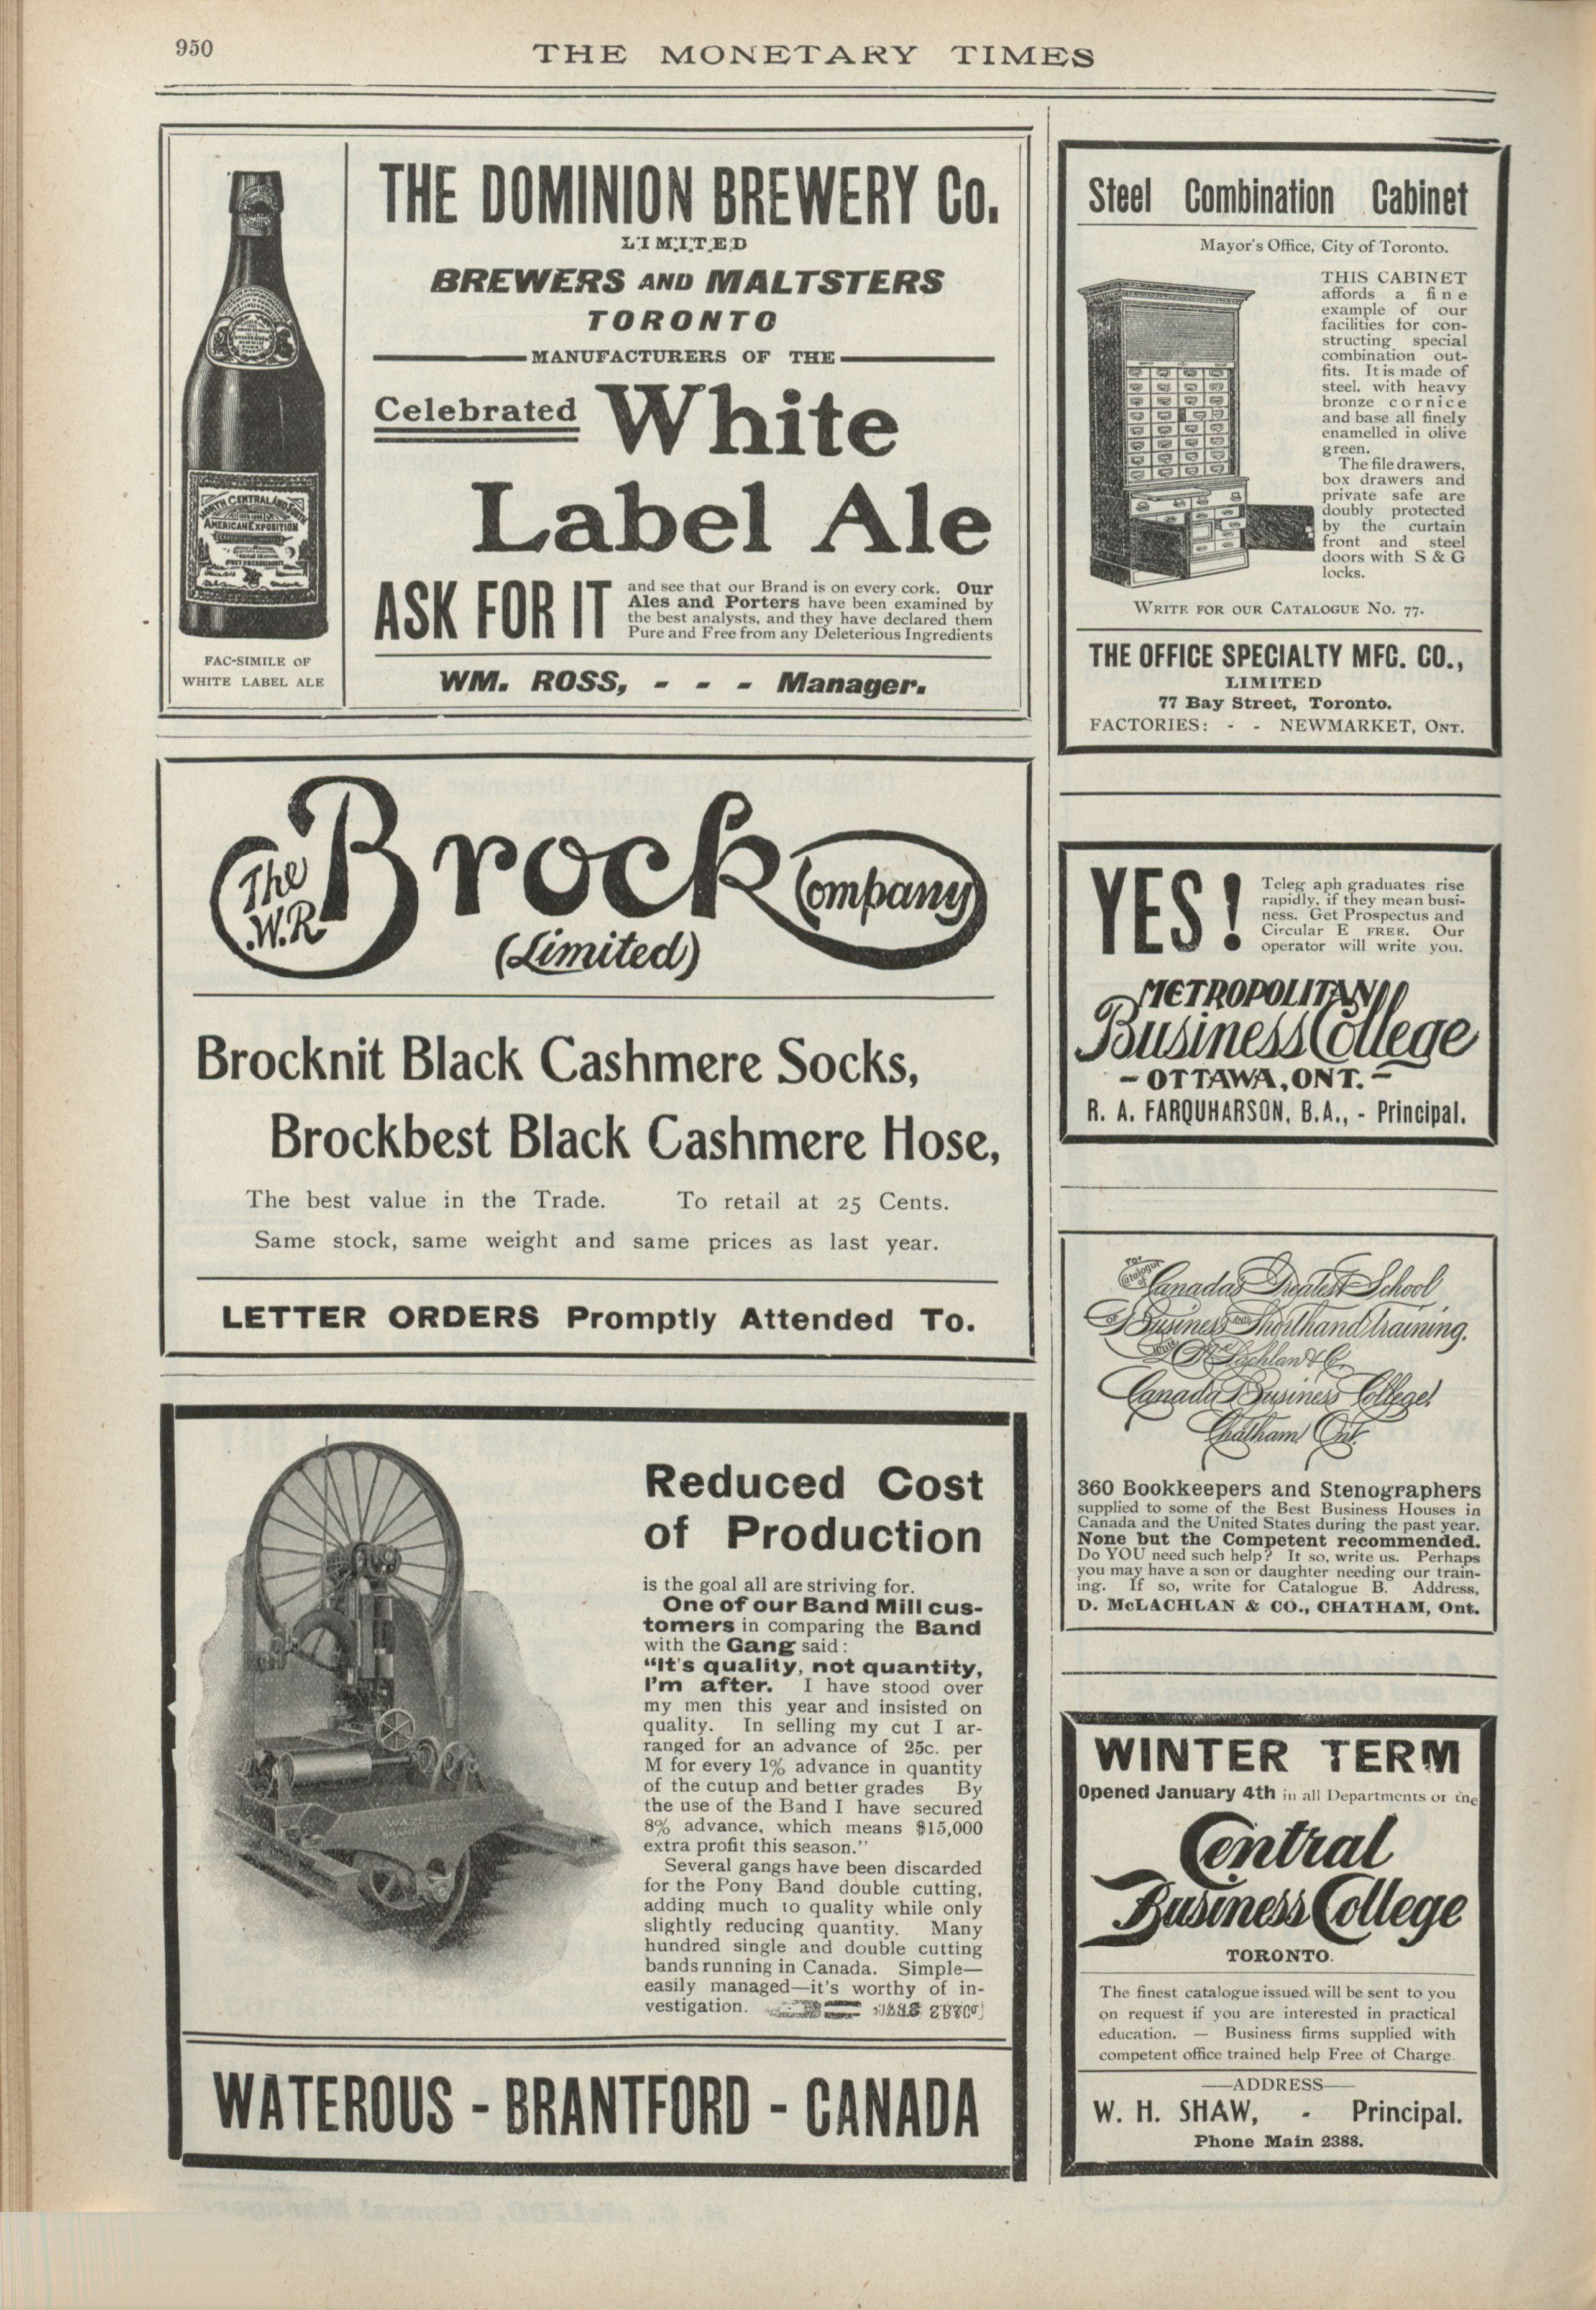 950
THE MONETARY TIMES
THE DOMINION BREWERY Co.
LIMITED
BREWERS AND MALTSTERS
TORONTO
MANUFACTURERS OF THE
Celebrated White
Label Ale
ASK FOR IT
and see that our Brand is on every cork. Our
Ales and Porters have been examined by
the best analysts, and they have declared them
Pure and Free from any Deleterious Ingredients
WM. ROSS, - - - Manager.
NORTH CENTRAL AND SOUTH
AMERICAN EXPOSITION
FAC-SIMILE OF
WHITE LABEL ALE
The W.R. Brock Company
(Limited)
Brocknit Black Cashmere Socks,
Brockbest Black Cashmere Hose,
The best value in the Trade. To retail at 25 Cents.
Same stock, same weight and same prices as last year.
LETTER ORDERS Promptly Attended To.
Reduced Cost
of Production
is the goal all are striving for.
One of our Band Mill cus-
tomers in comparing the Band
with the Gang said:
"It's quality, not quantity,
I'm after. I have stood over
my men this year and insisted on
quality. In selling my cut I ar-
ranged for an advance of 25c. per
M for every 1% advance in quantity
of the cutup and better grades By
the use of the Band I have secured
8% advance, which means $15,000
extra profit this season."
Several gangs have been discarded
for the Pony Band double cutting,
adding much to quality while only
slightly reducing quantity. Many
hundred single and double cutting
bands running in Canada. Simple—
easily managed—it's worthy of in-
vestigation.
WATEROUS - BRANTFORD - CANADA
Steel Combination Cabinet
Mayor's Office, City of Toronto.
THIS CABINET
affords a fine
example of our
facilities for con-
structing special
combination out-
fits. It is made of
steel, with heavy
bronze cornice
and base all finely
enamelled in olive
green.
The file drawers,
box drawers and
private safe are
doubly protected
by the curtain
front and steel
doors with S & G
locks.
WRITE FOR OUR CATALOGUE No. 77.
THE OFFICE SPECIALTY MFG. CO.,
LIMITED
77 Bay Street, Toronto.
FACTORIES: - - NEWMARKET, ONT.
YES!
Teleg aph graduates rise
rapidly, if they mean busi-
ness. Get Prospectus and
Circular E FREE. Our
operator will write you.
METROPOLITAN
Business College
- OTTAWA, ONT. -
R. A. FARQUHARSON, B.A., - Principal.
For Catalogue of
Canada's Greatest School
OF Business AND Shorthand training.
Write D. McLachlan & Co.
Canada Business College,
Chatham, Ont.
360 Bookkeepers and Stenographers
supplied to some of the Best Business Houses in
Canada and the United States during the past year.
None but the Competent recommended.
Do YOU need such help? It so, write us. Perhaps
you may have a son or daughter needing our train-
ing. If so, write for Catalogue B. Address,
D. McLACHLAN & CO., CHATHAM, Ont.
WINTER TERM
Opened January 4th in all Departments of the
Central
Business College
TORONTO.
The finest catalogue issued will be sent to you
on request if you are interested in practical
education. — Business firms supplied with
competent office trained help Free of Charge.
—ADDRESS—
W. H. SHAW, - Principal.
Phone Main 2388.